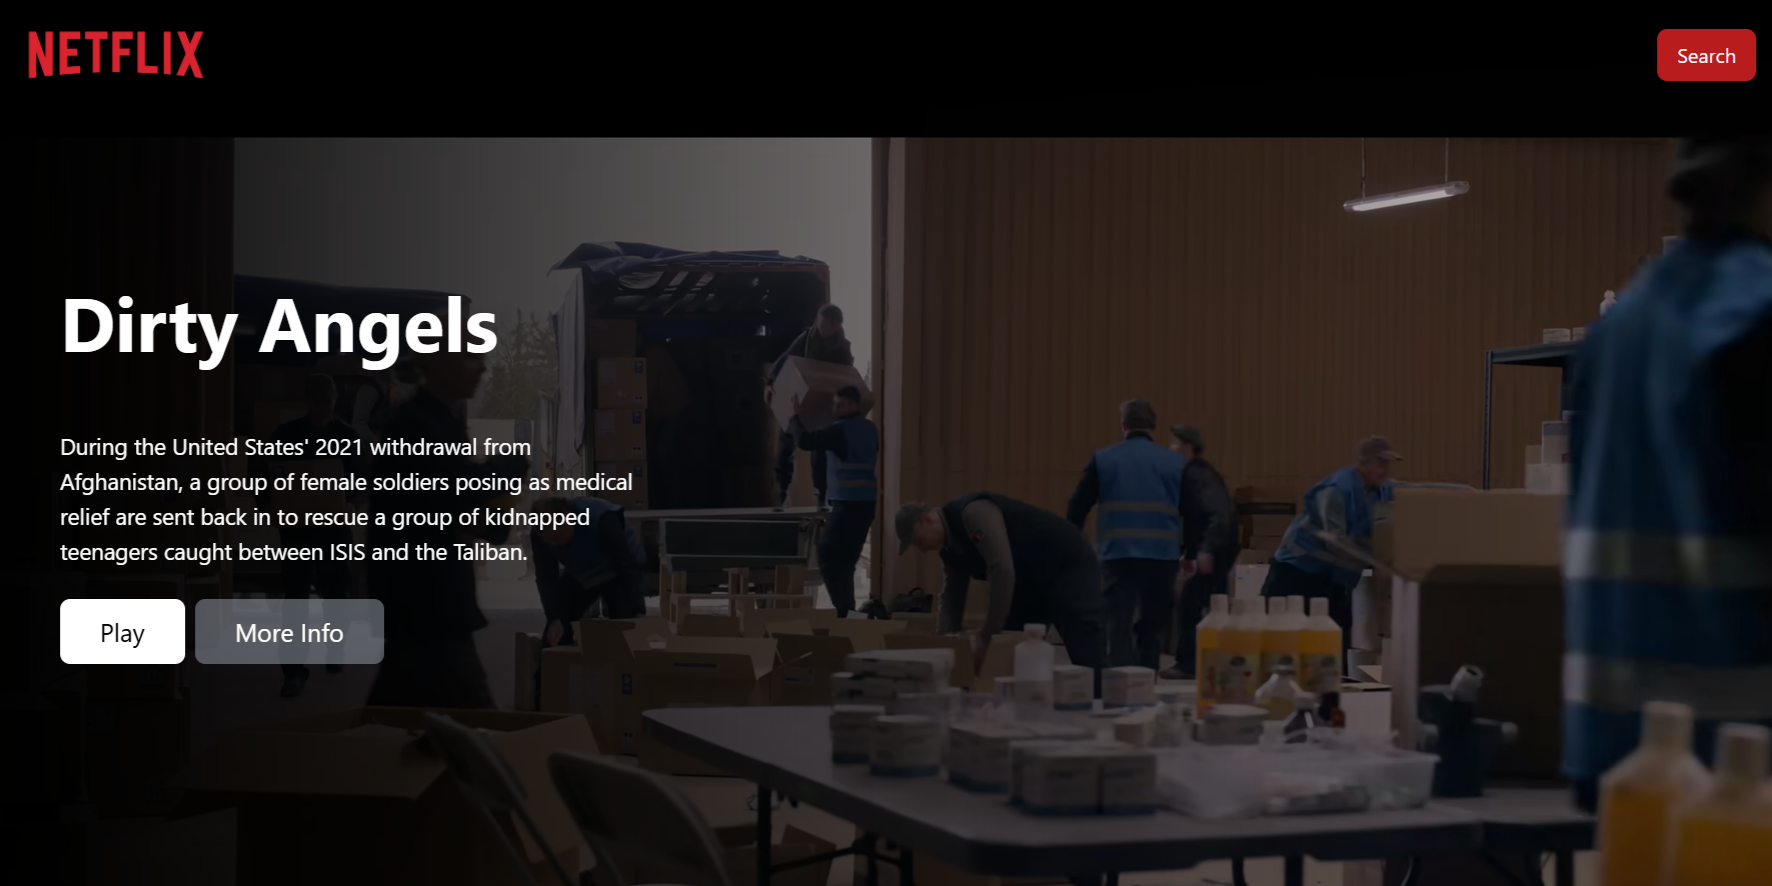 NETFLIX
Search
Dirty Angels
During the United States' 2021 withdrawal from
Afghanistan, a group of female soldiers posing as medical
relief are sent back in to rescue a group of kidnapped
teenagers caught between ISIS and the Taliban.
Play
More Info